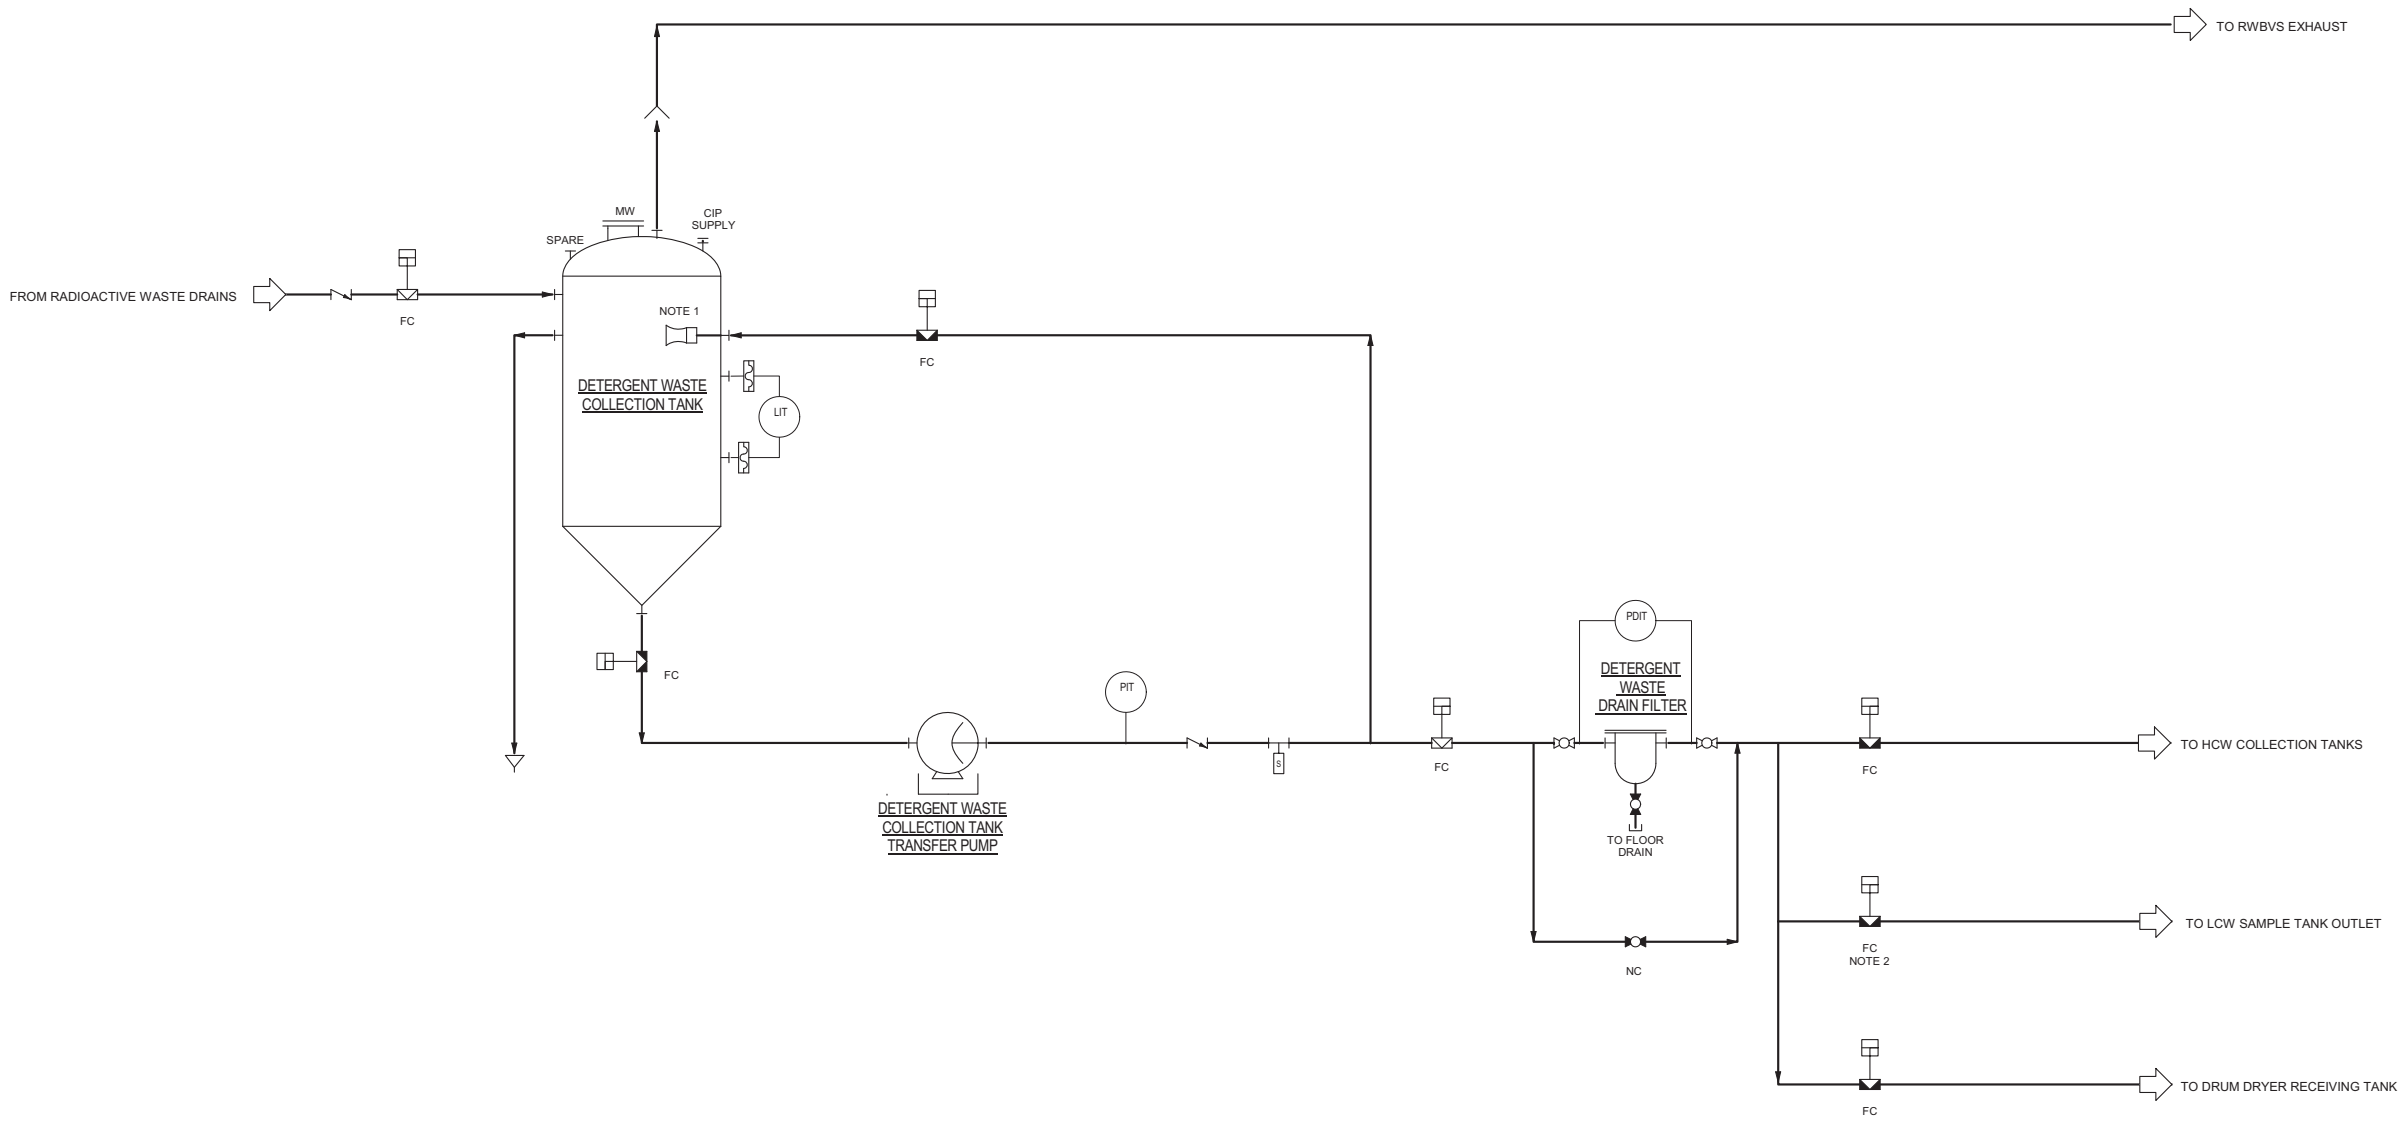 TO RWBVS EXHAUST
MW
CIP
SUPPLY
SPARE
FROM RADIOACTIVE WASTE DRAINS
FC
NOTE 1
FC
DETERGENT WASTE
COLLECTION TANK
LIT
FC
PIT
PDIT
DETERGENT
WASTE
DRAIN FILTER
S
FC
FC
TO HCW COLLECTION TANKS
DETERGENT WASTE
COLLECTION TANK
TRANSFER PUMP
TO FLOOR
DRAIN
TO LCW SAMPLE TANK OUTLET
FC
NOTE 2
NC
TO DRUM DRYER RECEIVING TANK
FC